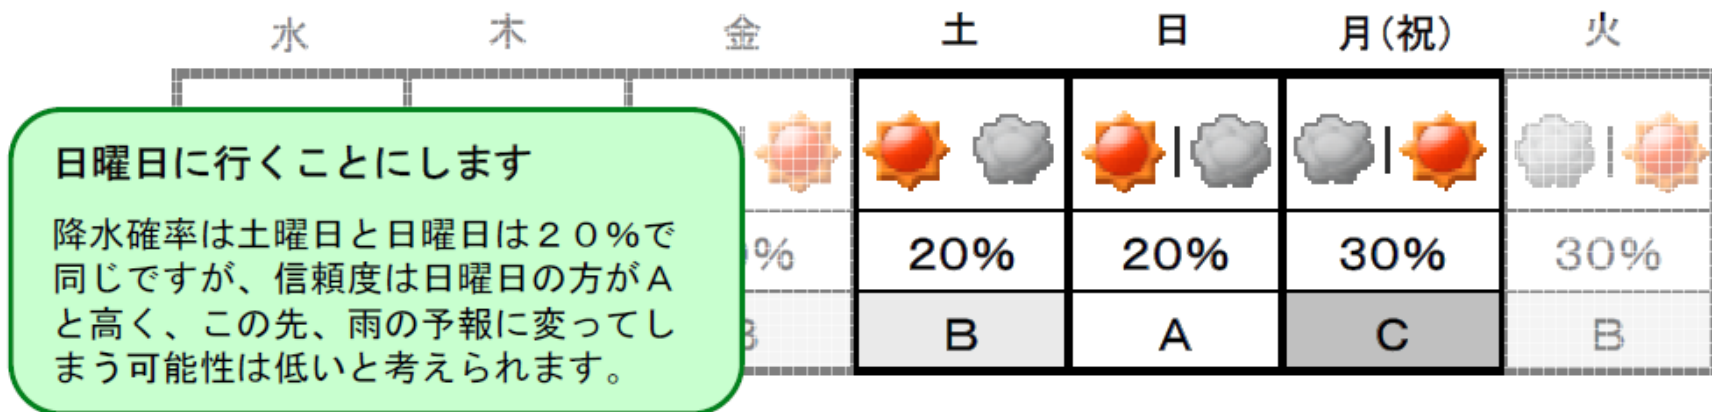 水 木 金 土 日 月(祝) 火
日曜日に行くことにします
降水確率は土曜日と日曜日は20%で
同じですが、信頼度は日曜日の方がA
と高く、この先、雨の予報に変ってし
まう可能性は低いと考えられます。
% 20% 20% 30% 30%
B B A C B